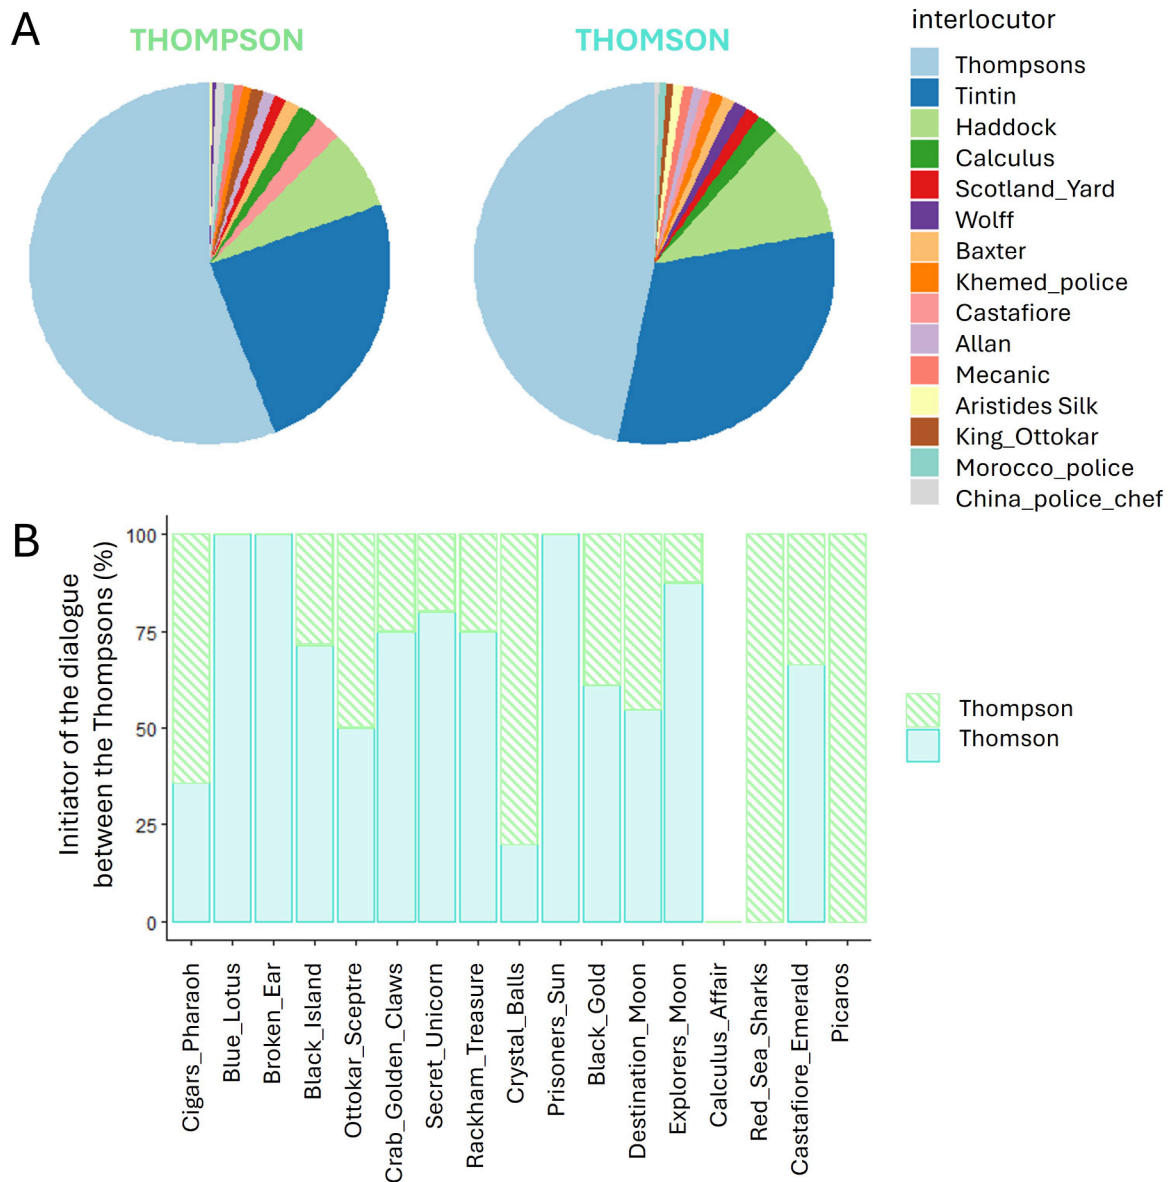 A
THOMPSON
THOMSON
interlocutor
Thompsons
Tintin
Haddock
Calculus
Scotland_Yard
Wolff
Baxter
Khemed_police
Castafiore
Allan
Mecanic
Aristides Silk
King_Ottokar
Morocco_police
China_police_chef
B
Initiator of the dialogue
between the Thompsons (%)
100
75
50
25
0
Thompson
Thomson
Cigars_Pharaoh
Blue_Lotus
Broken_Ear
Black_Island
Ottokar_Sceptre
Crab_Golden_Claws
Secret_Unicorn
Rackham_Treasure
Crystal_Balls
Prisoners_Sun
Black_Gold
Destination_Moon
Explorers_Moon
Calculus_Affair
Red_Sea_Sharks
Castafiore_Emerald
Picaros